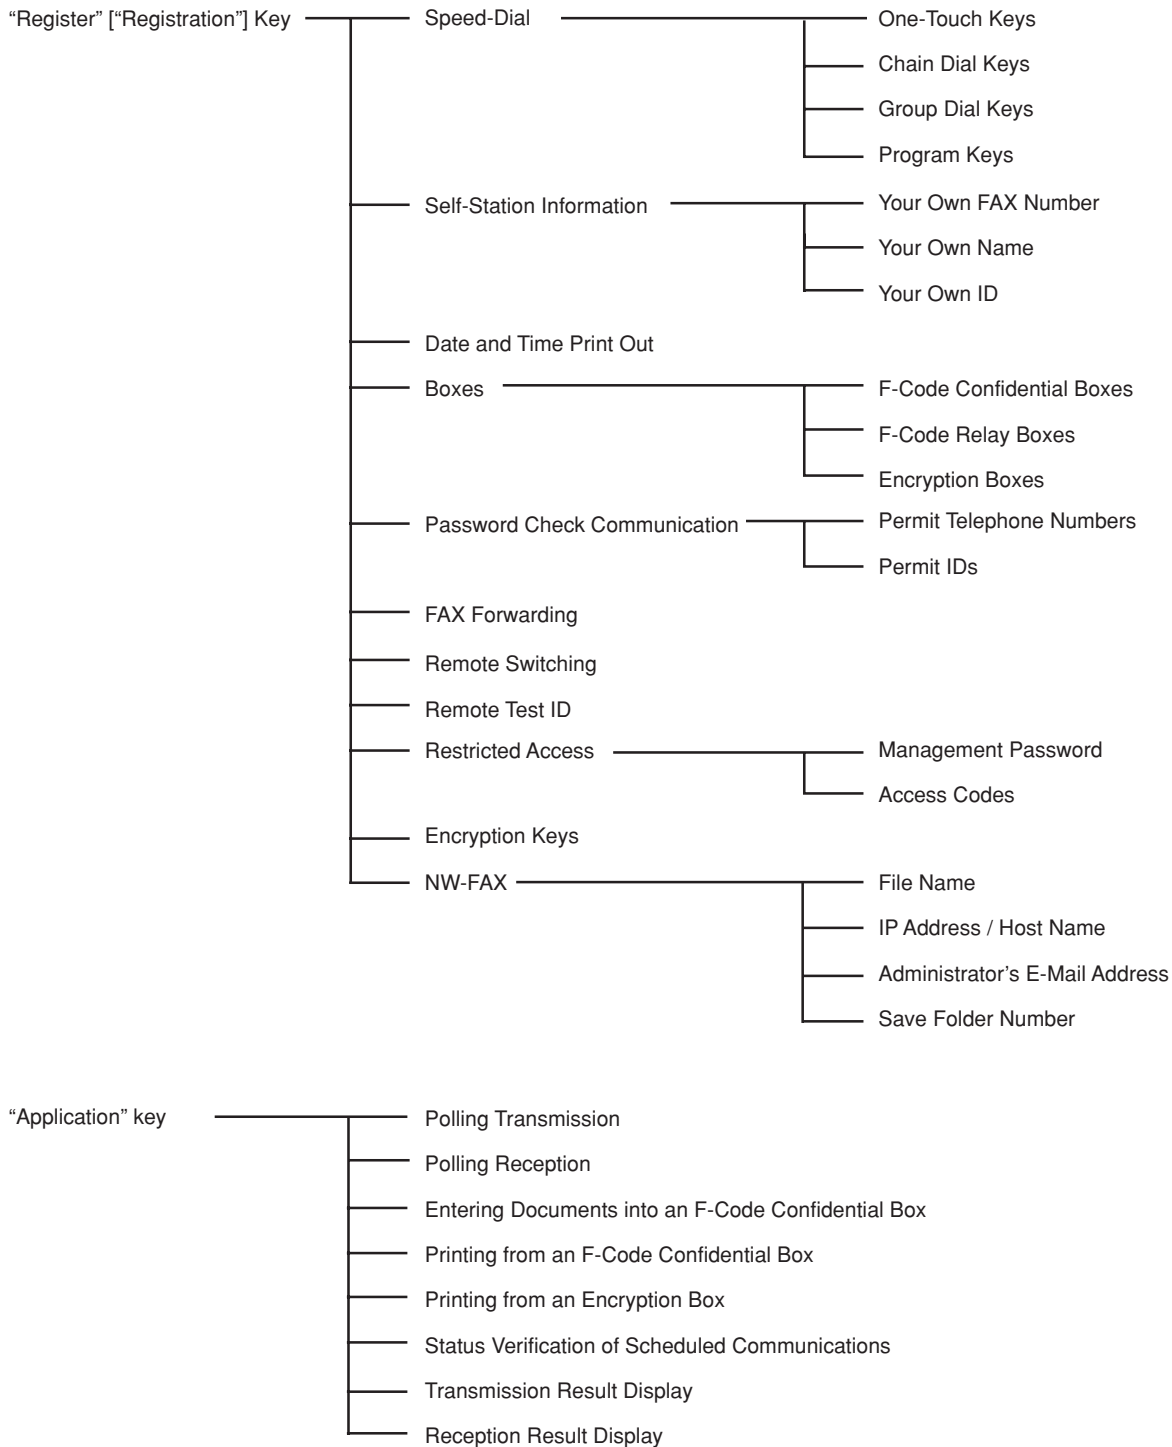 “Register” [“Registration”] Key
Speed-Dial
One-Touch Keys
Chain Dial Keys
Group Dial Keys
Program Keys
Self-Station Information
Your Own FAX Number
Your Own Name
Your Own ID
Date and Time Print Out
Boxes
F-Code Confidential Boxes
F-Code Relay Boxes
Encryption Boxes
Password Check Communication
Permit Telephone Numbers
Permit IDs
FAX Forwarding
Remote Switching
Remote Test ID
Restricted Access
Management Password
Access Codes
Encryption Keys
NW-FAX
File Name
IP Address / Host Name
Administrator’s E-Mail Address
Save Folder Number
“Application” key
Polling Transmission
Polling Reception
Entering Documents into an F-Code Confidential Box
Printing from an F-Code Confidential Box
Printing from an Encryption Box
Status Verification of Scheduled Communications
Transmission Result Display
Reception Result Display